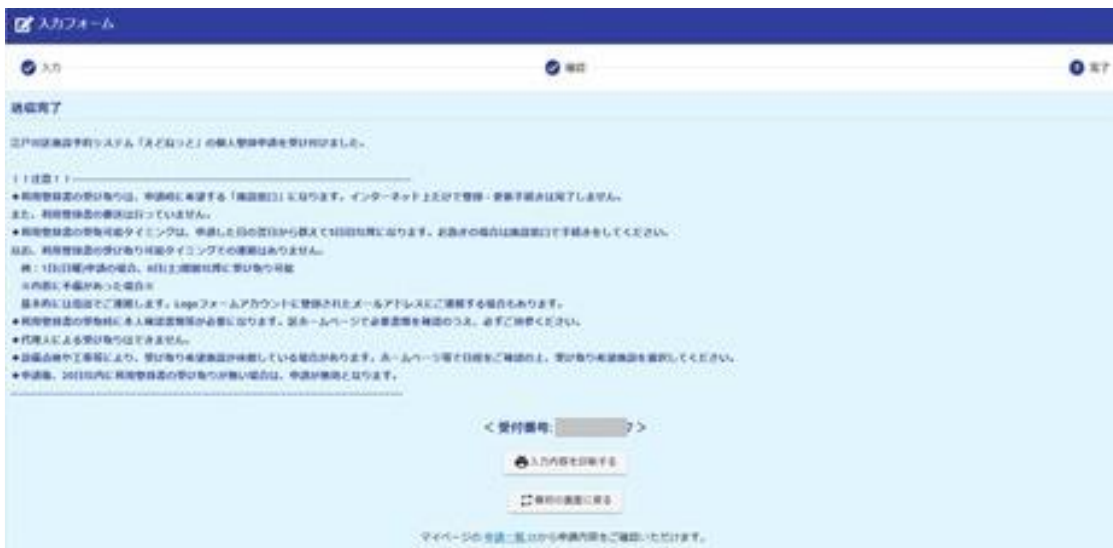 入力フォーム
入力
確認
完了
送信完了
江戸川区施設予約システム「えどねっと」の個人登録申請を受け付けました。
！！注意！！
●利用登録書の受け取りは、申請時に希望する「施設窓口」になります。インターネット上だけで登録・更新手続きは完了しません。
また、利用登録書の郵送は行っていません。
●利用登録書の受取可能タイミングは、申請した日の翌日から数えて5日目以降になります。お急ぎの場合は施設窓口で手続きをしてください。
なお、利用登録書の受け取り可能タイミングでの連絡はありません。
例：1日(日曜)申請の場合、6日(土)開館以降に受け取り可能
※内容に不備があった場合※
基本的には電話でご連絡します。Logoフォームアカウントに登録されたメールアドレスにご連絡する場合もあります。
●利用登録書の受取時に本人確認書類等が必要になります。区ホームページで必要書類を確認のうえ、必ずご持参ください。
●代理人による受け取りはできません。
●設備点検や工事等により、受け取り希望施設が休館している場合があります。ホームページ等で日程をご確認の上、受け取り希望施設を選択してください。
●申請後、20日以内に利用登録書の受け取りが無い場合は、申請が無効となります。
＜受付番号: 7＞
入力内容を印刷する
最初の画面に戻る
マイページの 申請一覧 から申請内容をご確認いただけます。